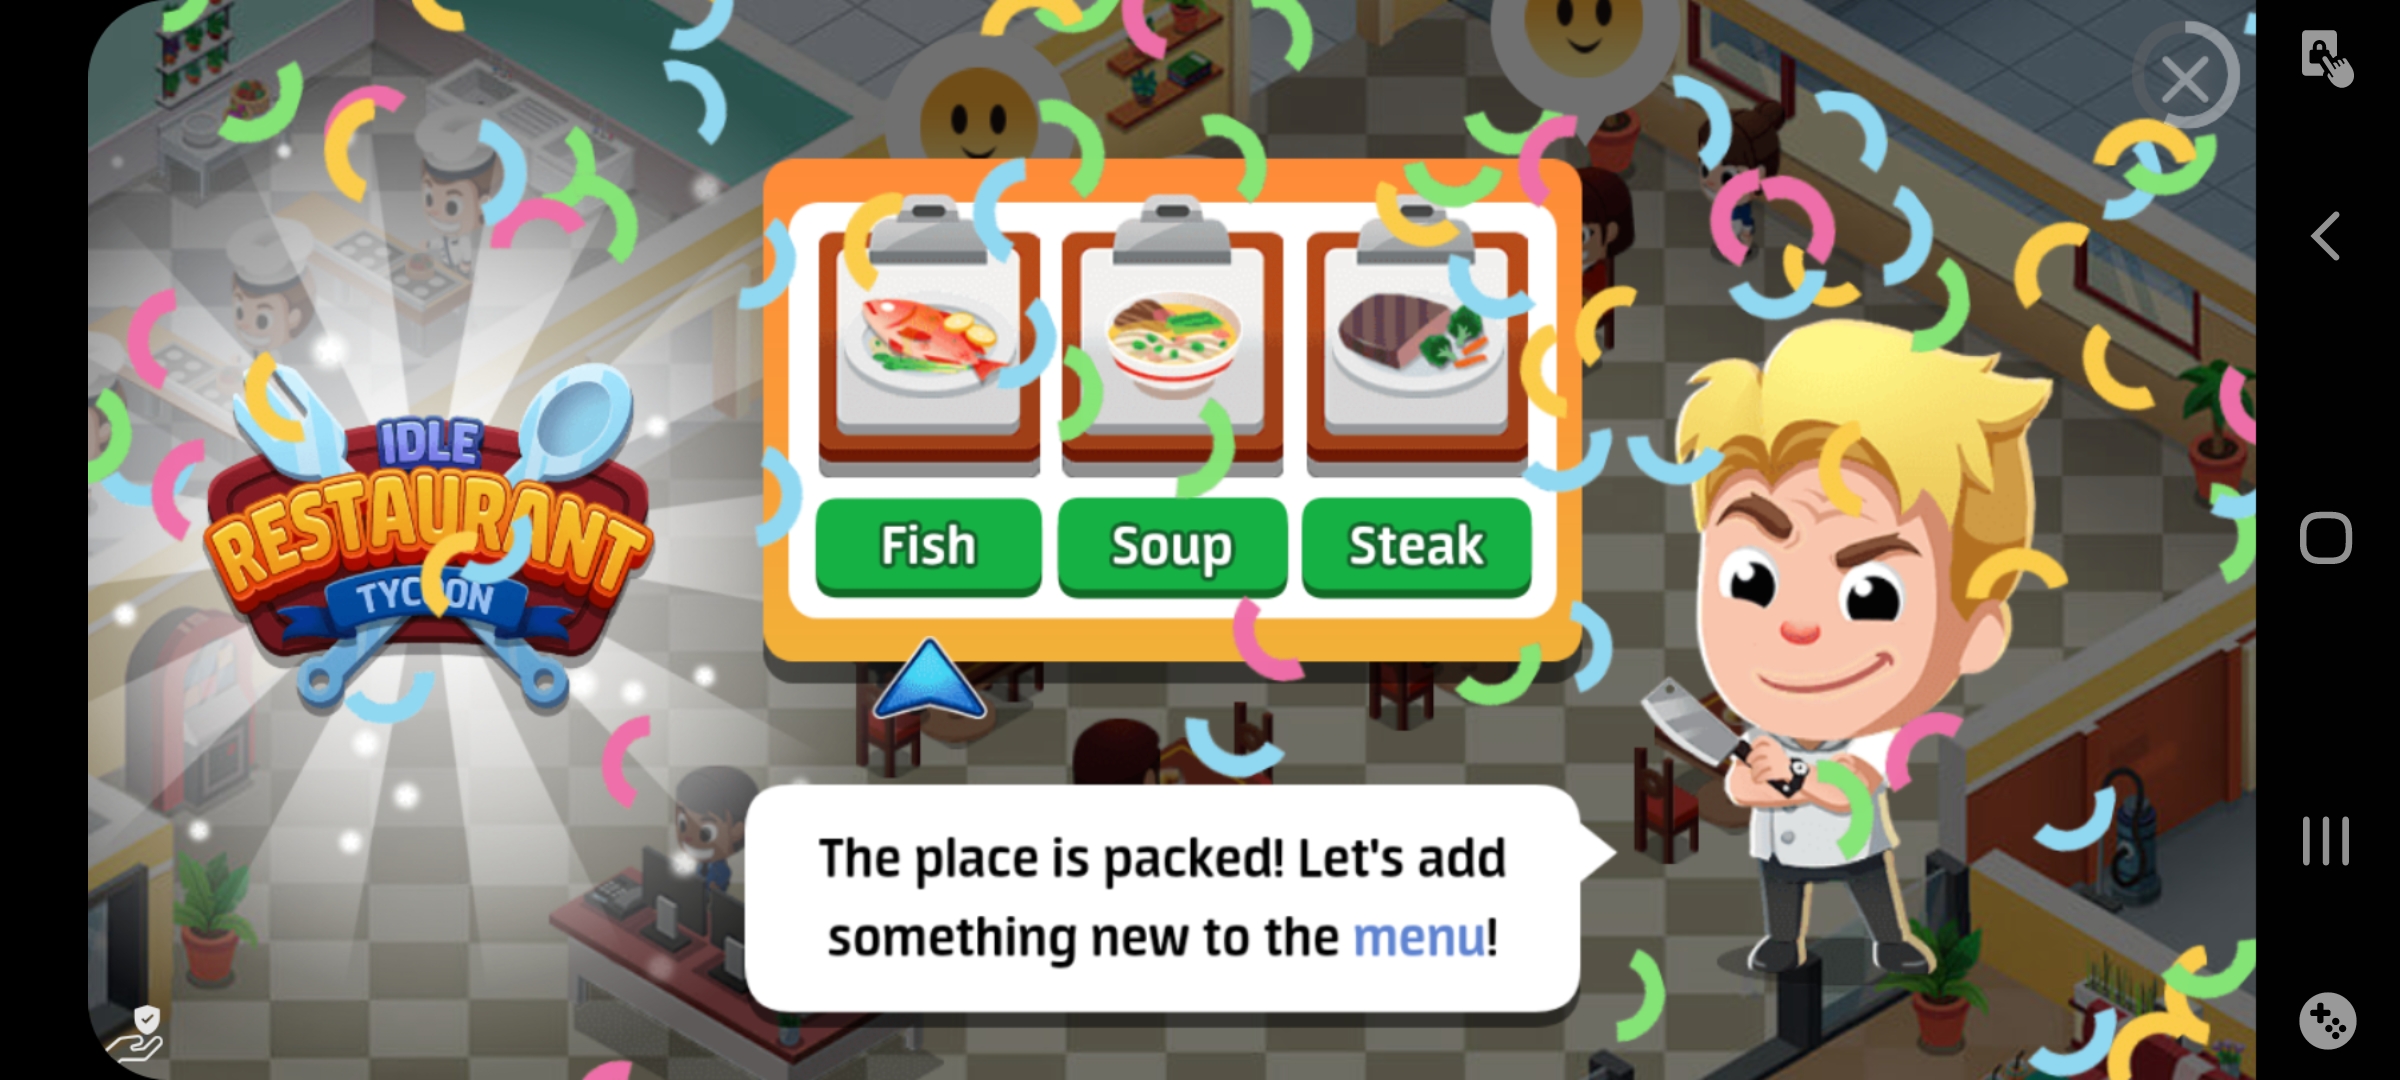 IDLE
RESTAURANT
TYCOON
Fish
Soup
Steak
The place is packed! Let's add
something new to the menu!